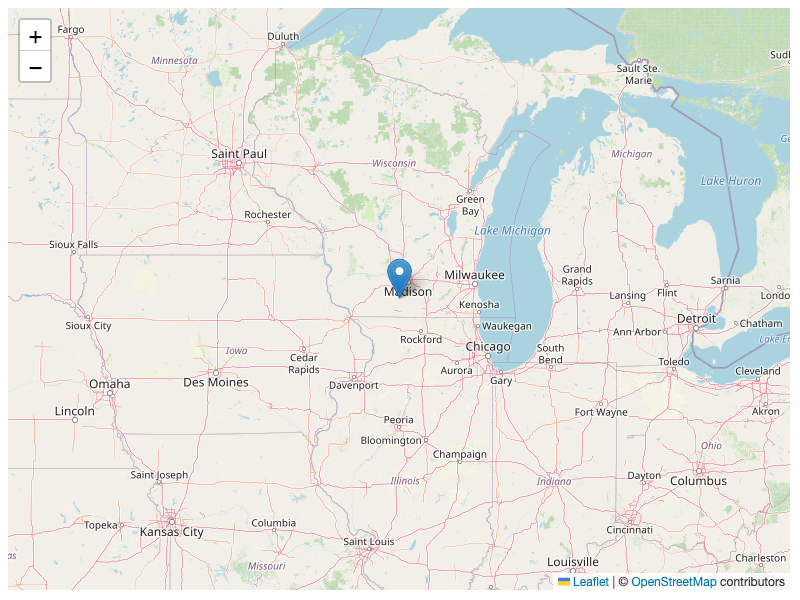 +
−
Fargo
Duluth
Minnesota
Sault Ste.
Marie
Saint Paul
Wisconsin
Michigan
Lake Huron
Green
Bay
Rochester
Lake Michigan
Sioux Falls
Madison
Milwaukee
Grand
Rapids
Sarnia
Lansing
Flint
Kenosha
Sioux City
Waukegan
Detroit
Chatham
Ann Arbor
Rockford
Chicago
South
Bend
Iowa
Cedar
Rapids
Aurora
Toledo
Cleveland
Omaha
Des Moines
Davenport
Gary
Lincoln
Fort Wayne
Akron
Peoria
Bloomington
Ohio
Champaign
Saint Joseph
Illinois
Indiana
Dayton
Columbus
Topeka
Kansas City
Columbia
Cincinnati
Saint Louis
Missouri
Louisville
Charleston
Leaflet | © OpenStreetMap contributors